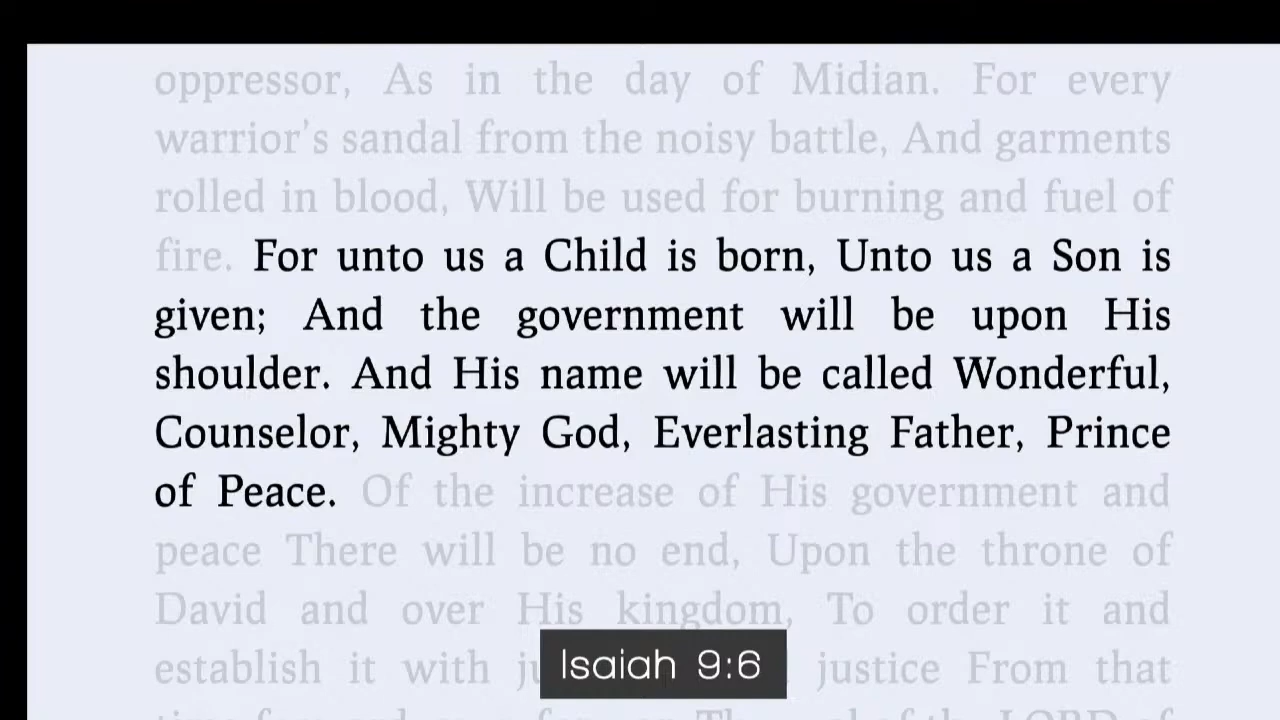 oppressor, As in the day of Midian. For every
warrior's sandal from the noisy battle, And garments
rolled in blood, Will be used for burning and fuel of
fire. For unto us a Child is born, Unto us a Son is
given; And the government will be upon His
shoulder. And His name will be called Wonderful,
Counselor, Mighty God, Everlasting Father, Prince
of Peace. Of the increase of His government and
peace There will be no end, Upon the throne of
David and over His kingdom, To order it and
establish it with justice From that
Isaiah 9:6